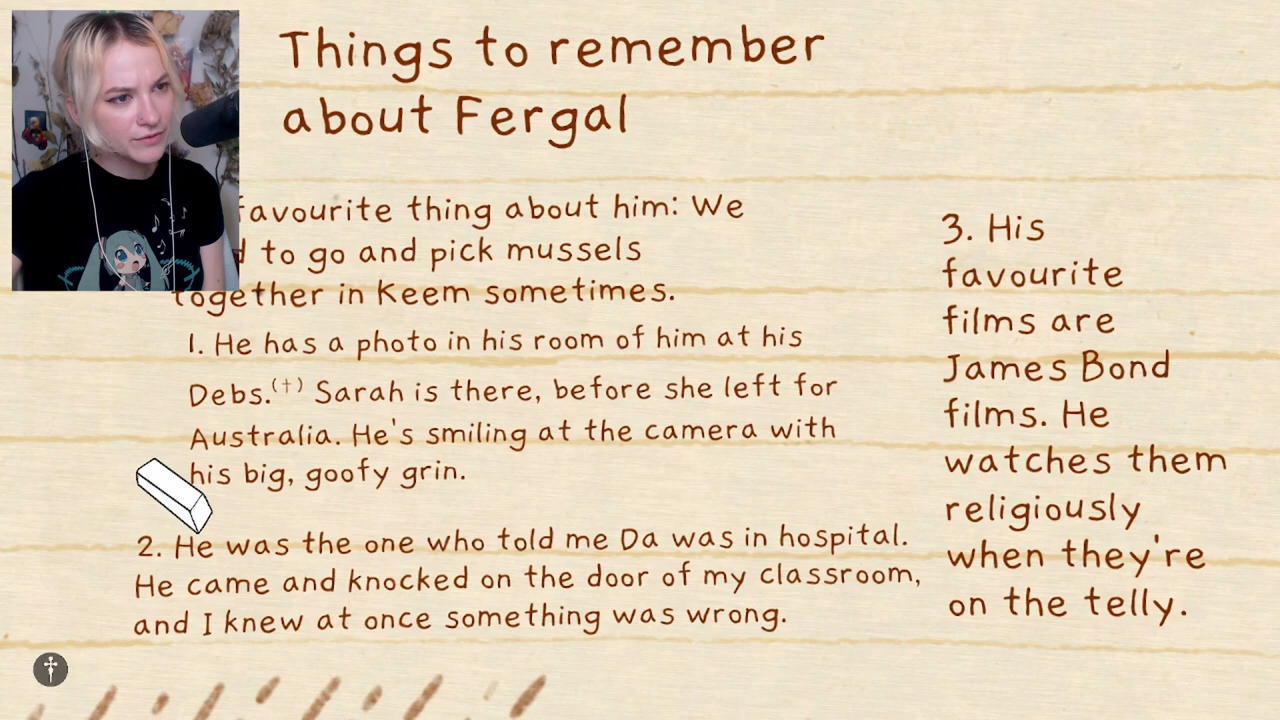 Things to remember
about Fergal
favourite thing about him: We
to go and pick mussels
together in Keem sometimes.
1. He has a photo in his room of him at his
Debs.(†) Sarah is there, before she left for
Australia. He's smiling at the camera with
his big, goofy grin.
2. He was the one who told me Da was in hospital.
He came and knocked on the door of my classroom,
and I knew at once something was wrong.
3. His
favourite
films are
James Bond
films. He
watches them
religiously
when they're
on the telly.